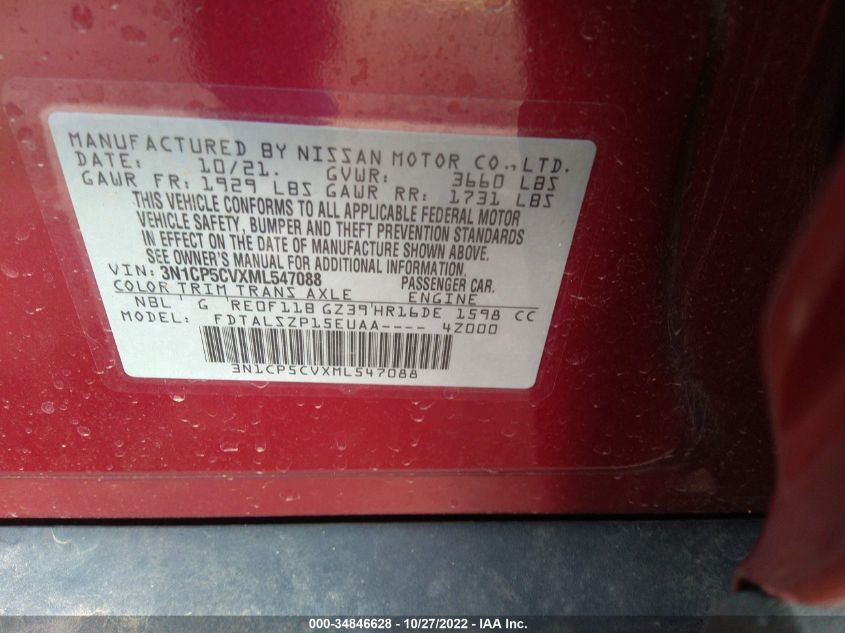 MANUFACTURED BY NISSAN MOTOR CO.,LTD.
DATE: 10/21. GVWR: 3660 LBS
GAWR FR: 1929 LBS GAWR RR: 1731 LBS
THIS VEHICLE CONFORMS TO ALL APPLICABLE FEDERAL MOTOR
VEHICLE SAFETY, BUMPER AND THEFT PREVENTION STANDARDS
IN EFFECT ON THE DATE OF MANUFACTURE SHOWN ABOVE.
SEE OWNER'S MANUAL FOR ADDITIONAL INFORMATION.
VIN: 3N1CP5CVXML547088 PASSENGER CAR.
COLOR TRIM TRANS AXLE ENGINE
NBL G RE0F11B GZ39 HR16DE 1598 CC
MODEL: FDTALSZP15EUAA---- 4Z000
3N1CP5CVXML547088
000-34846628 - 10/27/2022 - IAA Inc.